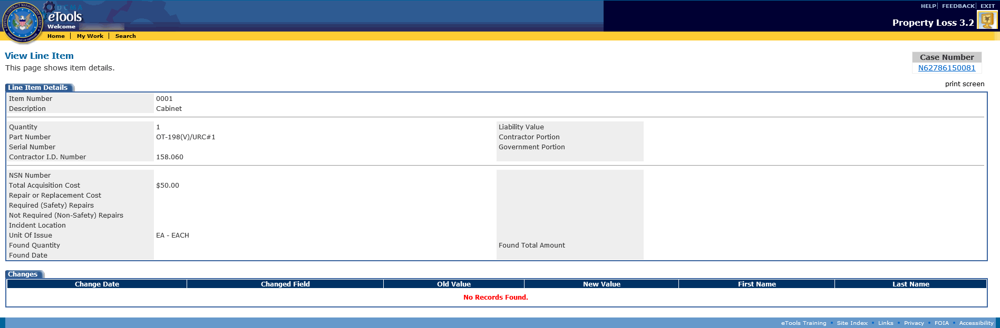 DCMA
eTools
Welcome
HELP | FEEDBACK | EXIT
Property Loss 3.2
Home | My Work | Search
View Line Item
This page shows item details.
Case Number
N62786150081
print screen
Line Item Details
Item Number 0001
Description Cabinet
Quantity 1 Liability Value
Part Number OT-198(V)/URC#1 Contractor Portion
Serial Number Government Portion
Contractor I.D. Number 158.060
NSN Number
Total Acquisition Cost $50.00
Repair or Replacement Cost
Required (Safety) Repairs
Not Required (Non-Safety) Repairs
Incident Location
Unit Of Issue EA - EACH
Found Quantity Found Total Amount
Found Date
Changes
Change Date Changed Field Old Value New Value First Name Last Name
No Records Found.
eTools Training • Site Index • Links • Privacy • FOIA • Accessibility